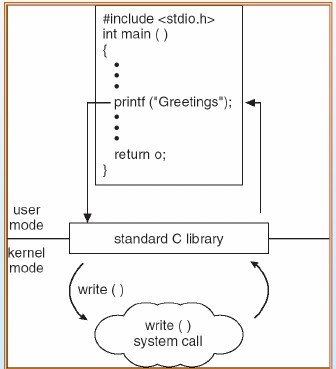 #include <stdio.h>
int main ( )
{
•
•
•
printf ("Greetings");
•
•
•
return o;
}
user
mode
standard C library
kernel
mode
write ( )
write ( )
system call